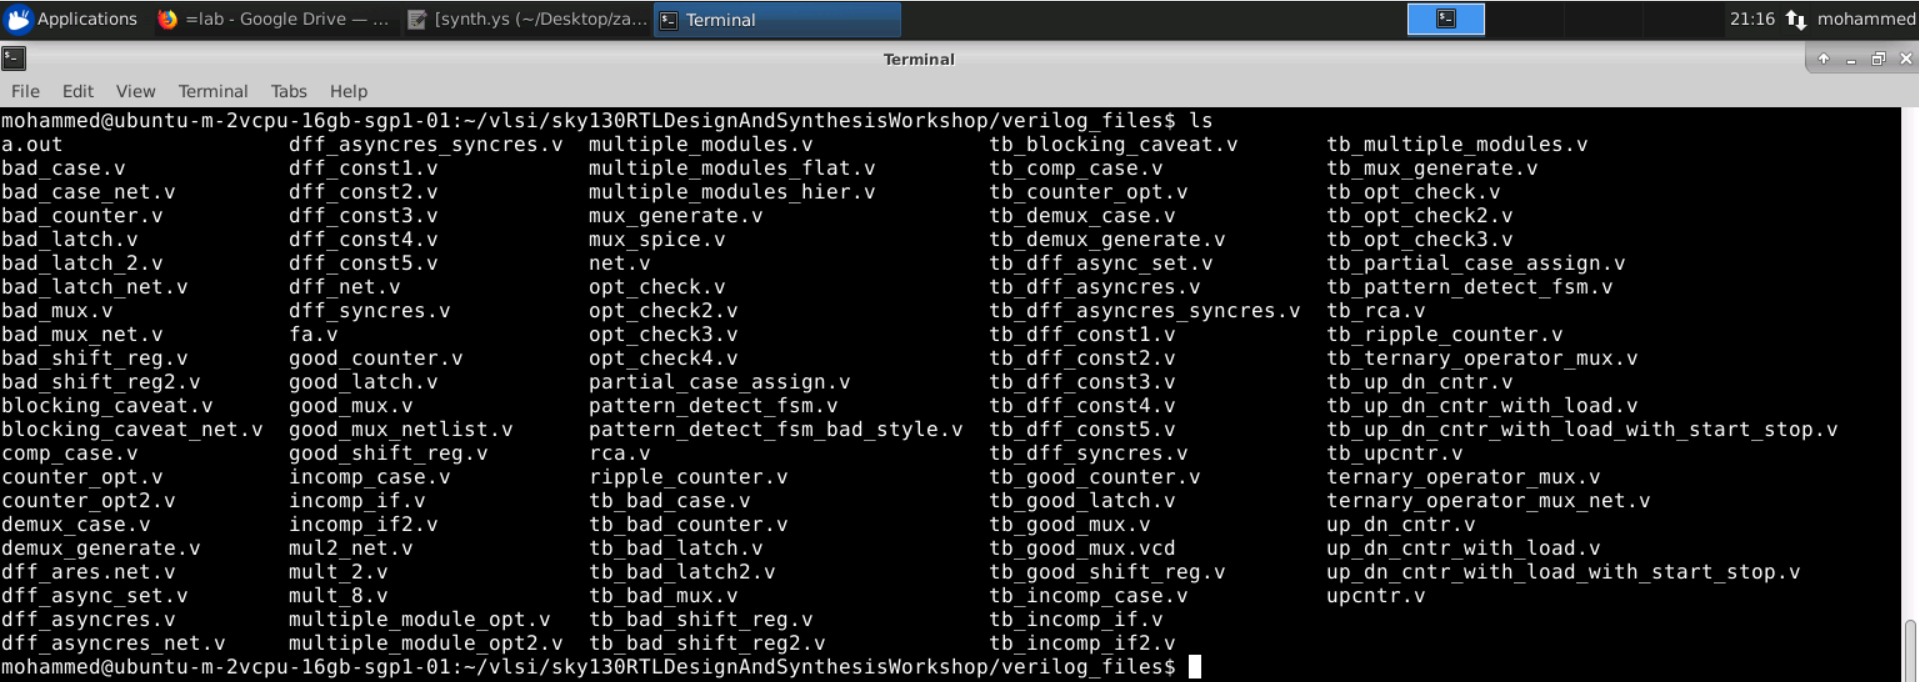 Applications =lab - Google Drive — ... [synth.ys (~/Desktop/za... Terminal 21:16 mohammed
Terminal
File Edit View Terminal Tabs Help
mohammed@ubuntu-m-2vcpu-16gb-sgp1-01:~/vlsi/sky130RTLDesignAndSynthesisWorkshop/verilog_files$ ls
a.out dff_asyncres_syncres.v multiple_modules.v tb_blocking_caveat.v tb_multiple_modules.v
bad_case.v dff_const1.v multiple_modules_flat.v tb_comp_case.v tb_mux_generate.v
bad_case_net.v dff_const2.v multiple_modules_hier.v tb_counter_opt.v tb_opt_check.v
bad_counter.v dff_const3.v mux_generate.v tb_demux_case.v tb_opt_check2.v
bad_latch.v dff_const4.v mux_spice.v tb_demux_generate.v tb_opt_check3.v
bad_latch_2.v dff_const5.v net.v tb_dff_async_set.v tb_partial_case_assign.v
bad_latch_net.v dff_net.v opt_check.v tb_dff_asyncres.v tb_pattern_detect_fsm.v
bad_mux.v dff_syncres.v opt_check2.v tb_dff_asyncres_syncres.v tb_rca.v
bad_mux_net.v fa.v opt_check3.v tb_dff_const1.v tb_ripple_counter.v
bad_shift_reg.v good_counter.v opt_check4.v tb_dff_const2.v tb_ternary_operator_mux.v
bad_shift_reg2.v good_latch.v partial_case_assign.v tb_dff_const3.v tb_up_dn_cntr.v
blocking_caveat.v good_mux.v pattern_detect_fsm.v tb_dff_const4.v tb_up_dn_cntr_with_load.v
blocking_caveat_net.v good_mux_netlist.v pattern_detect_fsm_bad_style.v tb_dff_const5.v tb_up_dn_cntr_with_load_with_start_stop.v
comp_case.v good_shift_reg.v rca.v tb_dff_syncres.v tb_upcntr.v
counter_opt.v incomp_case.v ripple_counter.v tb_good_counter.v ternary_operator_mux.v
counter_opt2.v incomp_if.v tb_bad_case.v tb_good_latch.v ternary_operator_mux_net.v
demux_case.v incomp_if2.v tb_bad_counter.v tb_good_mux.v up_dn_cntr.v
demux_generate.v mul2_net.v tb_bad_latch.v tb_good_mux.vcd up_dn_cntr_with_load.v
dff_ares.net.v mult_2.v tb_bad_latch2.v tb_good_shift_reg.v up_dn_cntr_with_load_with_start_stop.v
dff_async_set.v mult_8.v tb_bad_mux.v tb_incomp_case.v upcntr.v
dff_asyncres.v multiple_module_opt.v tb_bad_shift_reg.v tb_incomp_if.v
dff_asyncres_net.v multiple_module_opt2.v tb_bad_shift_reg2.v tb_incomp_if2.v
mohammed@ubuntu-m-2vcpu-16gb-sgp1-01:~/vlsi/sky130RTLDesignAndSynthesisWorkshop/verilog_files$